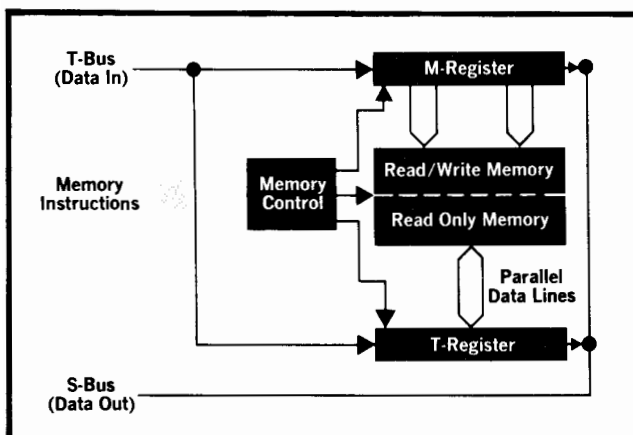 T-Bus
(Data In)
M-Register
Memory
Instructions
Memory
Control
Read/Write Memory
Read Only Memory
Parallel
Data Lines
T-Register
S-Bus
(Data Out)